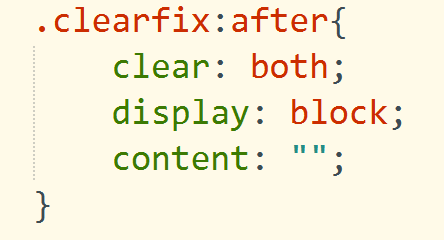 .clearfix:after{
    clear: both;
    display: block;
    content: "";
}